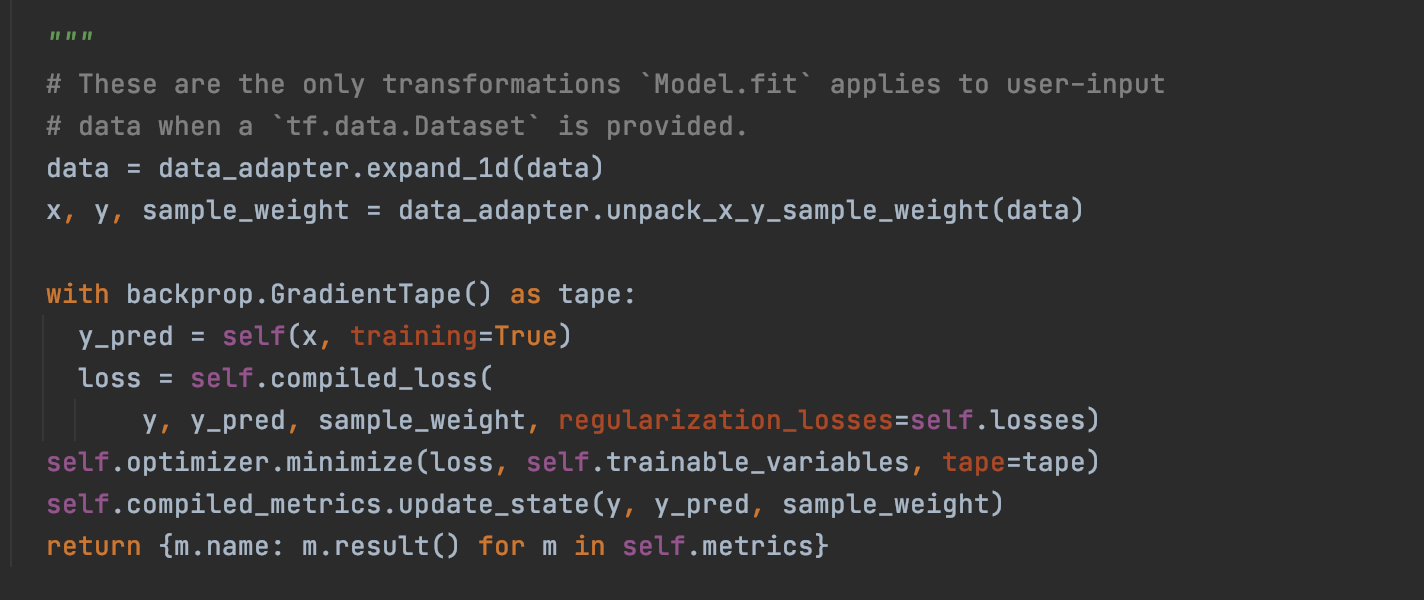 """
# These are the only transformations `Model.fit` applies to user-input
# data when a `tf.data.Dataset` is provided.
data = data_adapter.expand_1d(data)
x, y, sample_weight = data_adapter.unpack_x_y_sample_weight(data)

with backprop.GradientTape() as tape:
  y_pred = self(x, training=True)
  loss = self.compiled_loss(
      y, y_pred, sample_weight, regularization_losses=self.losses)
self.optimizer.minimize(loss, self.trainable_variables, tape=tape)
self.compiled_metrics.update_state(y, y_pred, sample_weight)
return {m.name: m.result() for m in self.metrics}